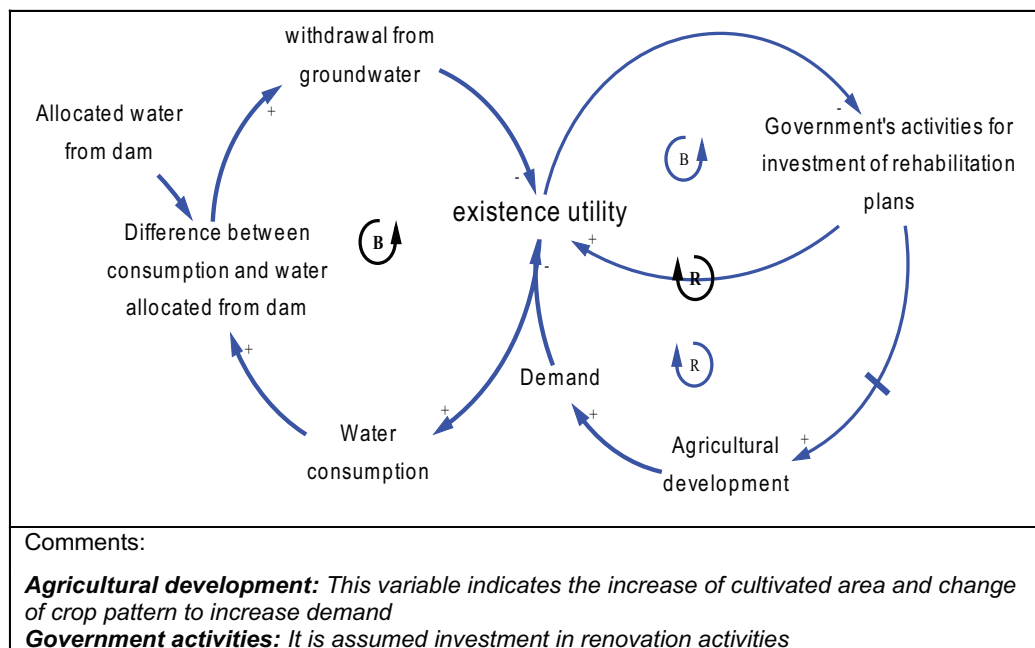 withdrawal from
groundwater
+
Allocated water
from dam
-
Government's activities for
investment of rehabilitation
plans
B
-
existence utility
Difference between
consumption and water
allocated from dam
B
+
-
R
R
+
Demand
+
+
+
Water
consumption
Agricultural
development
Comments:
Agricultural development: This variable indicates the increase of cultivated area and change
of crop pattern to increase demand
Government activities: It is assumed investment in renovation activities